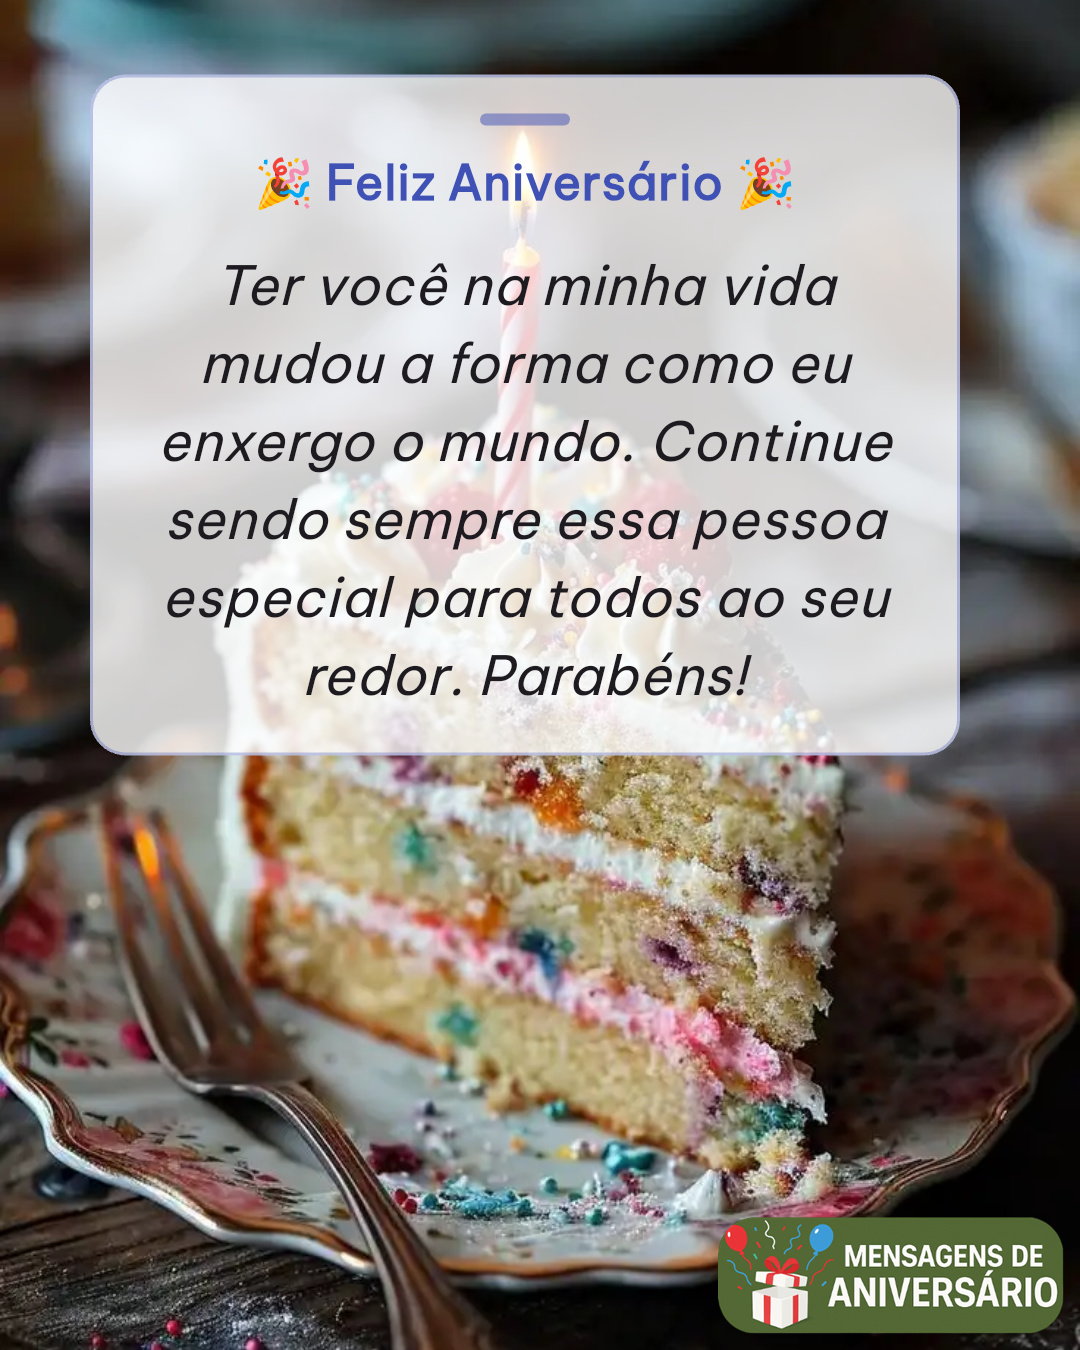 🎉 Feliz Aniversário 🎉
Ter você na minha vida
mudou a forma como eu
enxergo o mundo. Continue
sendo sempre essa pessoa
especial para todos ao seu
redor. Parabéns!
MENSAGENS DE
ANIVERSÁRIO